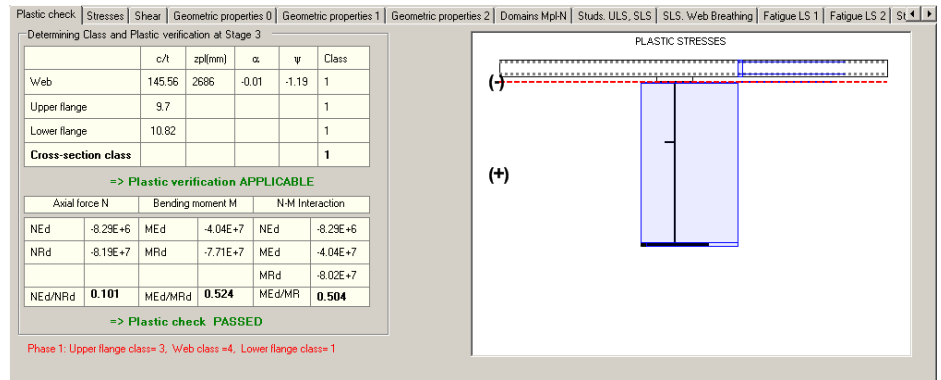 Plastic check Stresses Shear Geometric properties 0 Geometric properties 1 Geometric properties 2 Domains Mpl-N Studs. ULS, SLS SLS. Web Breathing Fatigue LS 1 Fatigue LS 2
Determining Class and Plastic verification at Stage 3
PLASTIC STRESSES
c/t zpl(mm) α ψ Class
Web 145.56 2686 -0.01 -1.19 1
Upper flange 9.7 1
Lower flange 10.82 1
Cross-section class 1
=> Plastic verification APPLICABLE
Axial force N Bending moment M N-M Interaction
NEd -8.29E+6 MEd -4.04E+7 NEd -8.29E+6
NRd -8.19E+7 MRd -7.71E+7 MEd -4.04E+7
MRd -8.02E+7
NEd/NRd 0.101 MEd/MRd 0.524 MEd/MR 0.504
=> Plastic check PASSED
Phase 1: Upper flange class= 3, Web class =4, Lower flange class= 1
(-)
(+)